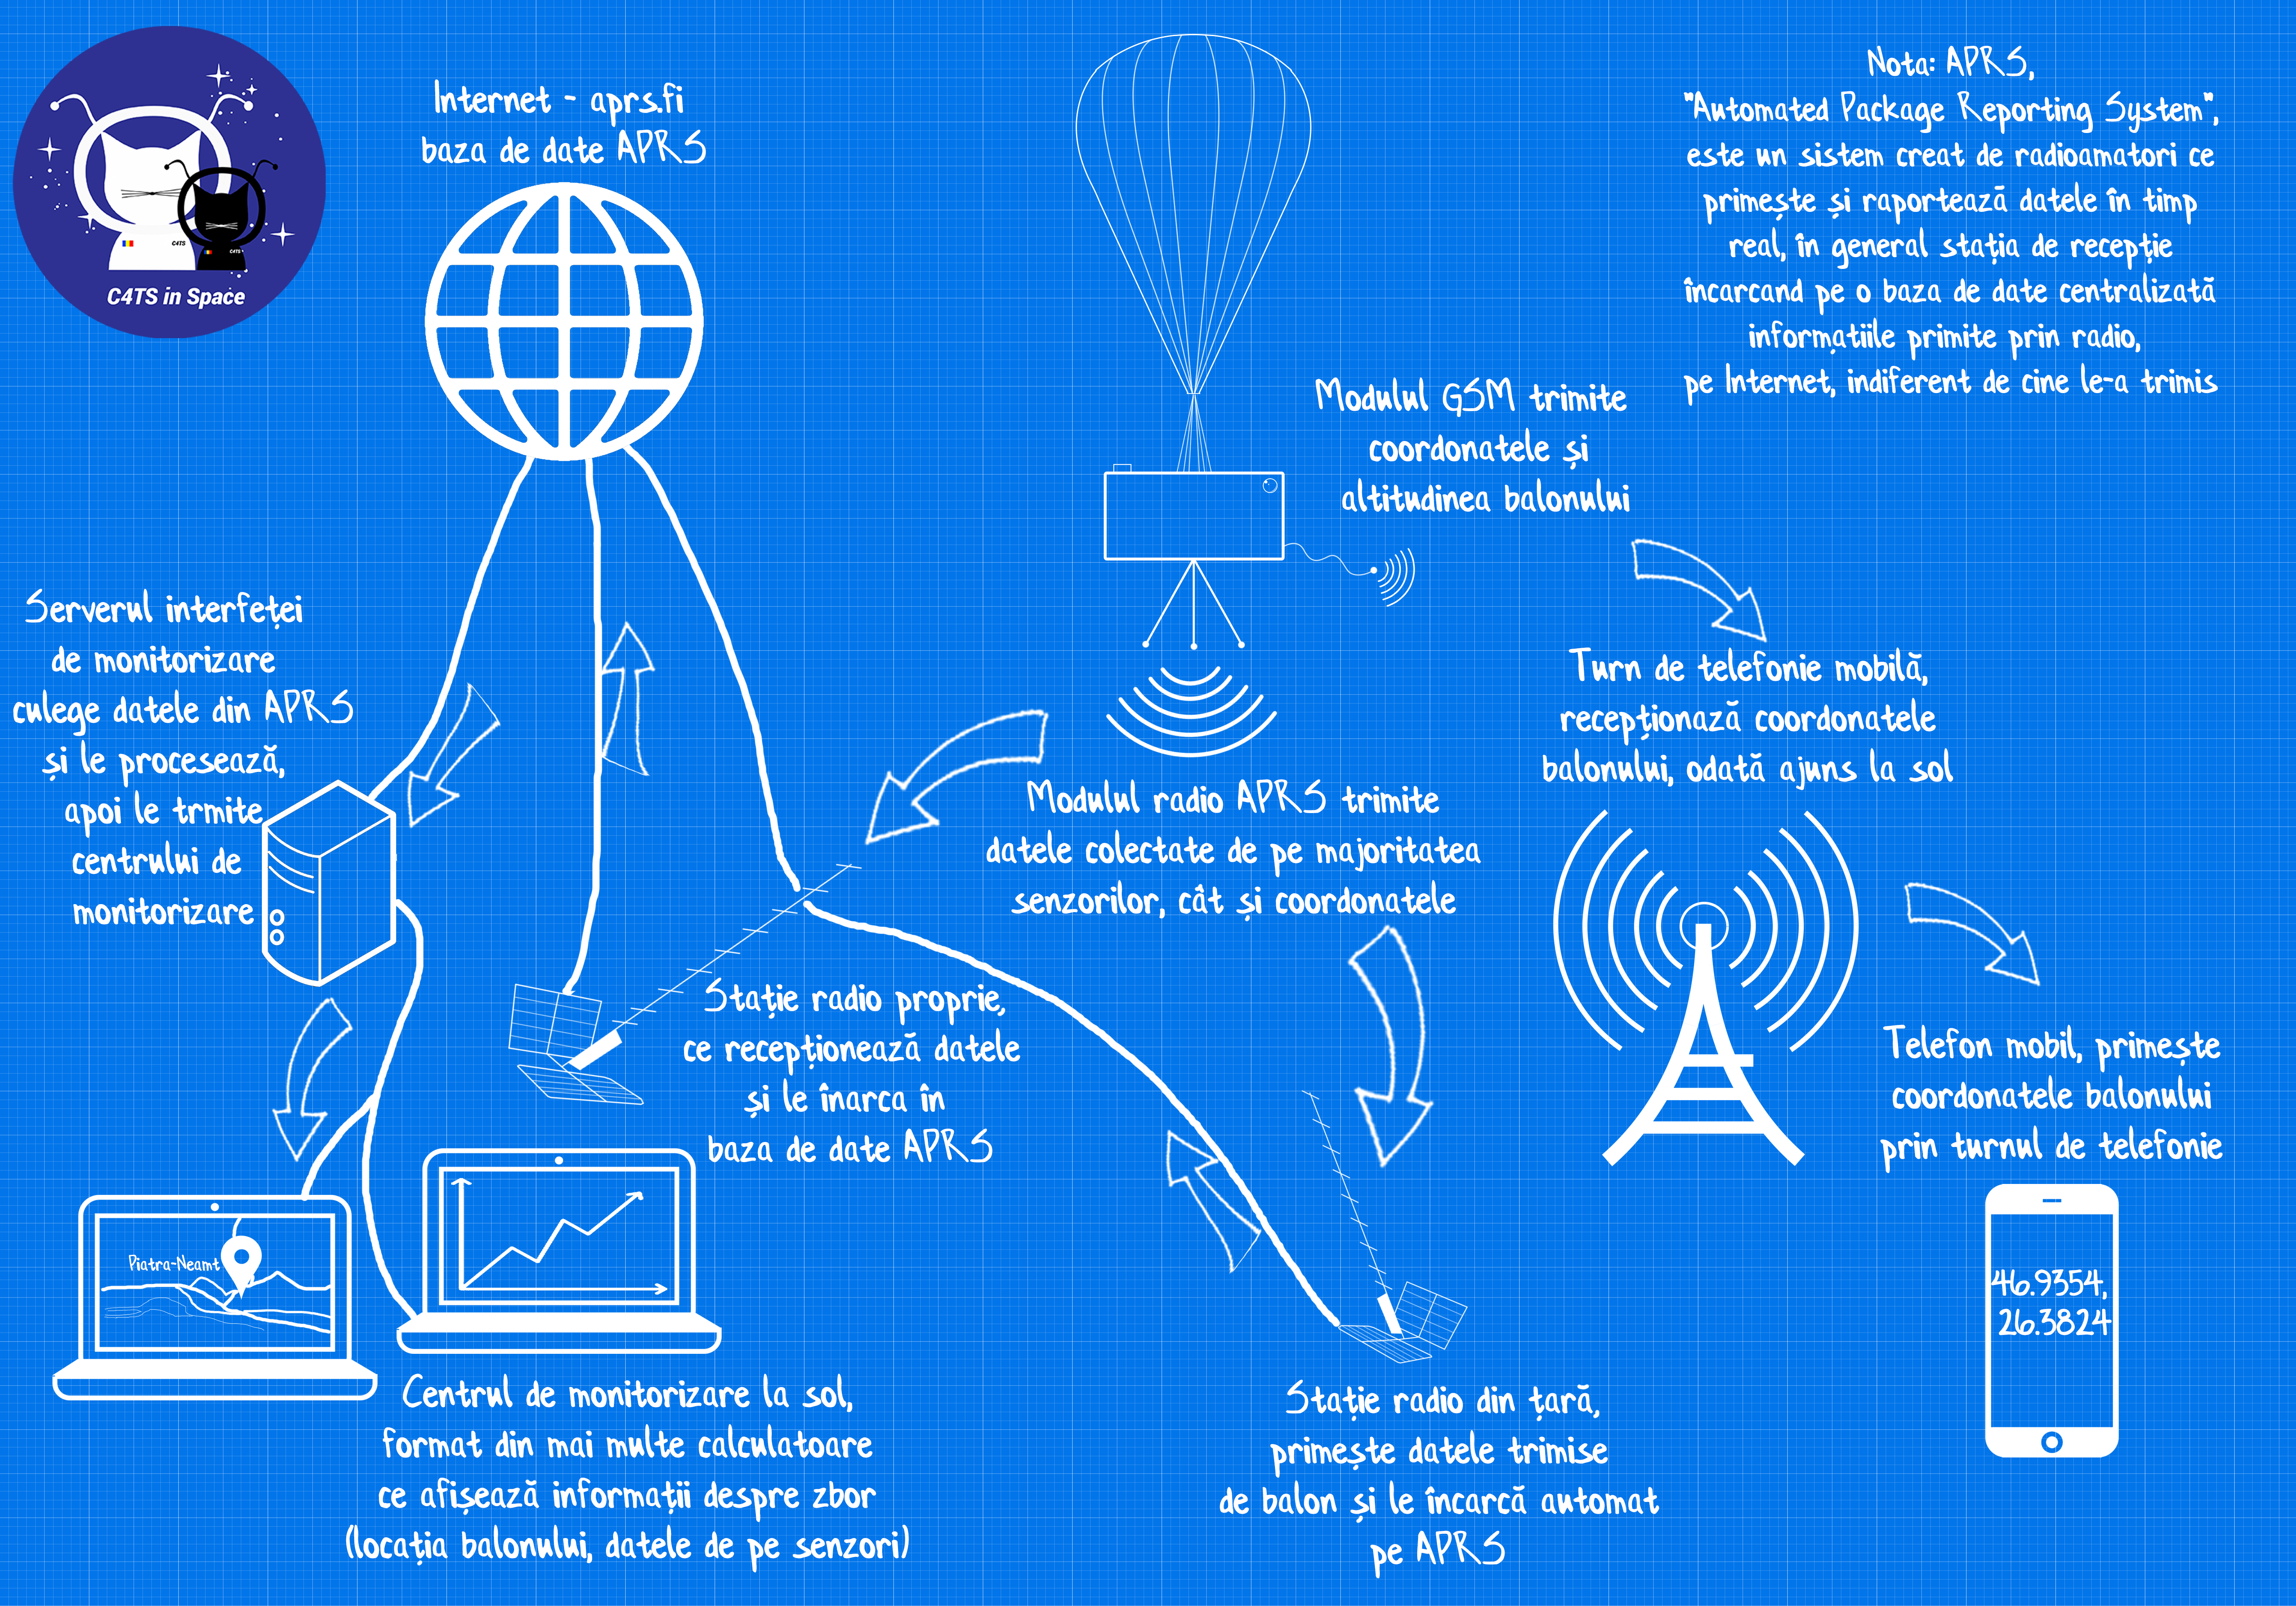 C4TS
C4TS
C4TS in Space
Internet - aprs.fi
baza de date APRS
Nota: APRS,
"Automated Package Reporting System",
este un sistem creat de radioamatori ce
primește și raportează datele în timp
real, în general stația de recepție
încarcand pe o baza de date centralizată
informațiile primite prin radio,
pe Internet, indiferent de cine le-a trimis
Modulul GSM trimite
coordonatele și
altitudinea balonului
Serverul interfeței
de monitorizare
culege datele din APRS
și le procesează,
apoi le trmite
centrului de
monitorizare
Turn de telefonie mobilă,
recepționază coordonatele
balonului, odată ajuns la sol
Modulul radio APRS trimite
datele colectate de pe majoritatea
senzorilor, cât și coordonatele
Stație radio proprie,
ce recepționează datele
și le înarca în
baza de date APRS
Telefon mobil, primește
coordonatele balonului
prin turnul de telefonie
46.9354,
26.3824
Piatra-Neamt
Centrul de monitorizare la sol,
format din mai multe calculatoare
ce afișează informații despre zbor
(locația balonului, datele de pe senzori)
Stație radio din țară,
primește datele trimise
de balon și le încarcă automat
pe APRS